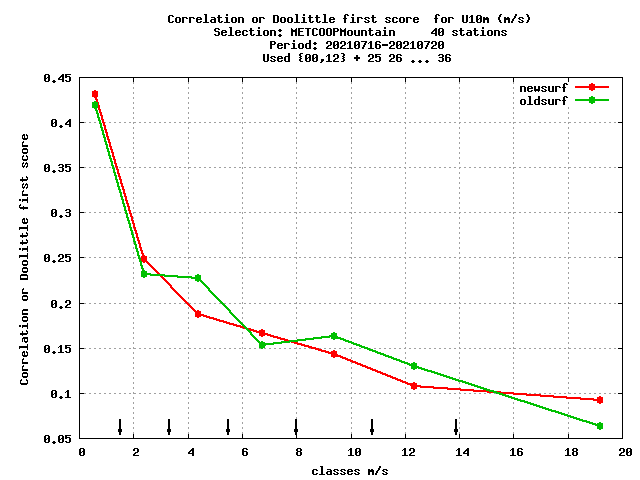 Correlation or Doolittle first score  for U10m (m/s)
Selection: METCOOPMountain     40 stations
Period: 20210716-20210720
Used {00,12} + 25 26 ... 36
newsurf
oldsurf
0.45
0.4
0.35
0.3
0.25
0.2
0.15
0.1
0.05
Correlation or Doolittle first score
0 2 4 6 8 10 12 14 16 18 20
classes m/s